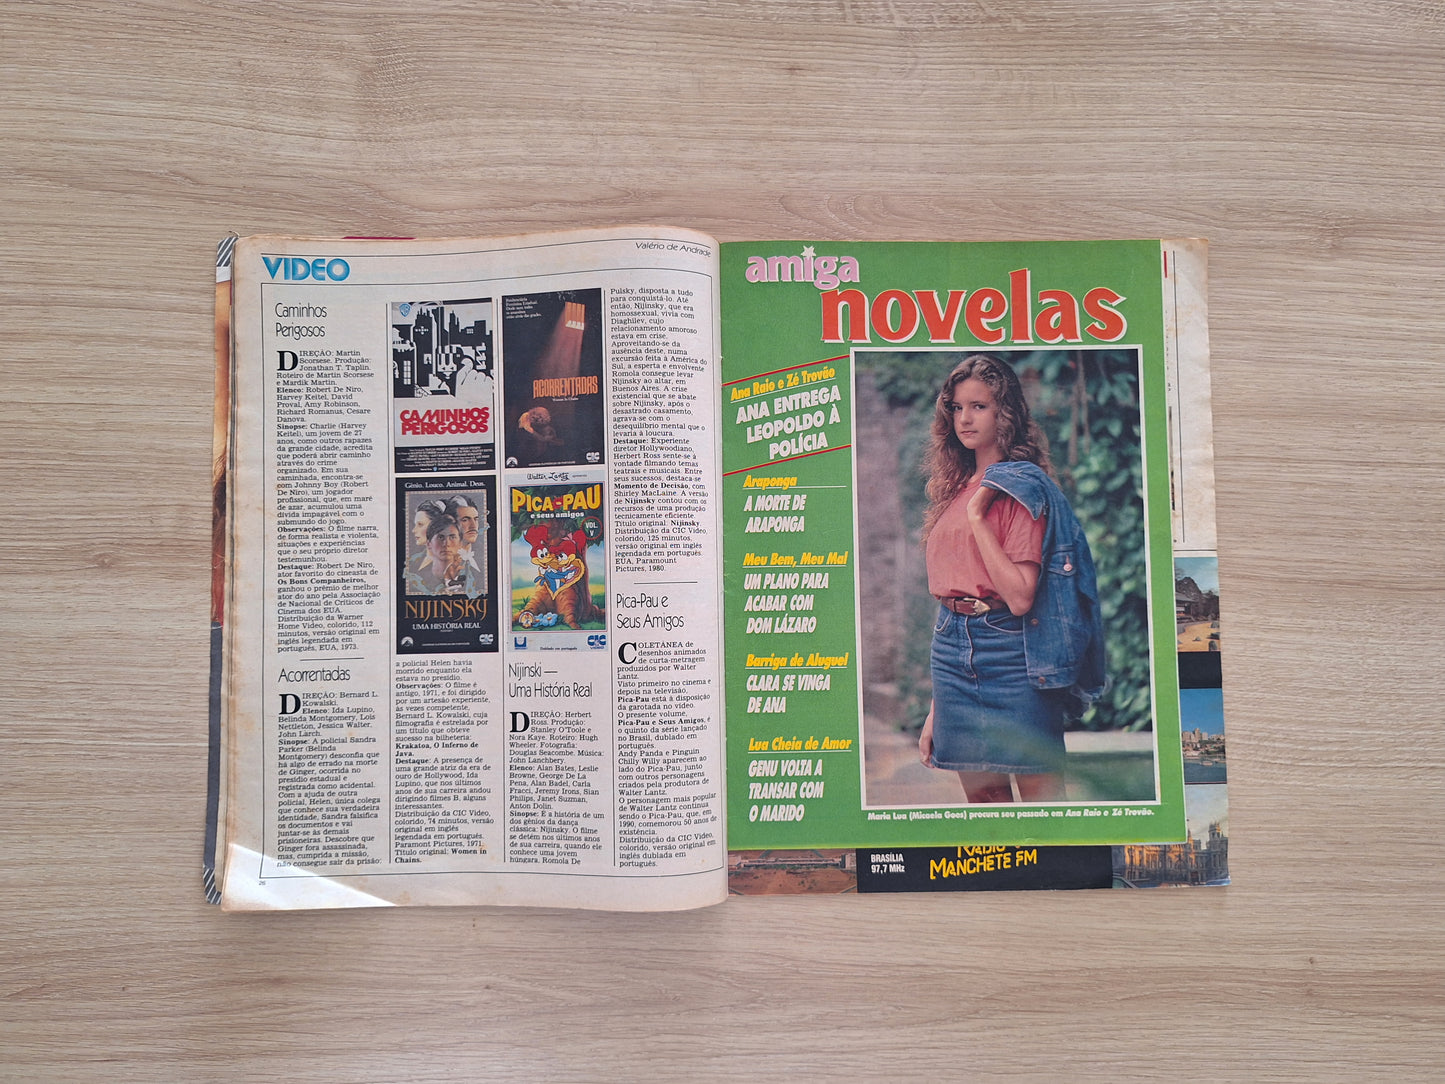 Valério de Andrade
VIDEO
Caminhos
Perigosos
DIREÇÃO: Martin
Scorsese. Produção:
Jonathan T. Taplin.
Roteiro de Martin Scorsese
e Mardik Martin.
Elenco: Robert De Niro,
Harvey Keitel, David
Proval, Amy Robinson,
Richard Romanus, Cesare
Danova.
Sinopse: Charlie (Harvey
Keitel), um jovem de 27
anos, como outros rapazes
da grande cidade, acredita
que poderá abrir caminho
através do crime
organizado. Em sua
caminhada, encontra-se
com Johnny Boy (Robert
De Niro), um jogador
profissional, que, em maré
de azar, acumulou uma
dívida impagável com o
submundo do jogo.
Observações: O filme narra,
de forma realista e violenta,
situações e experiências
que o seu próprio diretor
testemunhou.
Destaque: Robert De Niro,
ator favorito do cineasta de
Os Bons Companheiros,
ganhou o prêmio de melhor
ator do ano pela Associação
de Nacional de Críticos de
Cinema dos EUA.
Distribuição da Warner
Home Video, colorido, 112
minutos, versão original em
inglês legendada em
português, EUA, 1973.
Acorrentadas
DIREÇÃO: Bernard L.
Kowalski.
Elenco: Ida Lupino,
Belinda Montgomery, Lois
Nettleton, Jessica Walter,
John Larch.
Sinopse: A policial Sandra
Parker (Belinda
Montgomery) desconfia que
há algo de errado na morte
de Ginger, ocorrida no
presídio estadual e
registrada como acidental.
Com a ajuda de outra
policial, Helen, única colega
que conhece sua verdadeira
identidade, Sandra falsifica
os documentos e vai
juntar-se às demais
prisioneiras. Descobre que
Ginger fora assassinada,
mas, cumprida a missão,
não consegue sair da prisão:
26
CAMINHOS
PERIGOSOS
ACORRENTADAS
Gênio. Louco. Animal. Deus.
NIJINSKY
UMA HISTÓRIA REAL
CIC
VIDEO
Walter Lantz
PICA-PAU
e seus amigos
VOL.
V
Dublado em português
CIC
VIDEO
a policial Helen havia
morrido enquanto ela
estava no presídio.
Observações: O filme é
antigo, 1971, e foi dirigido
por um artesão experiente,
às vezes competente,
Bernard L. Kowalski, cuja
filmografia é estrelada por
um título que obteve
sucesso na bilheteria:
Krakatoa, O Inferno de
Java.
Destaque: A presença de
uma grande atriz da era de
ouro de Hollywood, Ida
Lupino, que nos últimos
anos de sua carreira andou
dirigindo filmes B, alguns
interessantes.
Distribuição da CIC Video,
colorido, 74 minutos, versão
original em inglês
legendada em português.
Paramont Pictures, 1971.
Título original: Women in
Chains.
Nijinski —
Uma História Real
DIREÇÃO: Herbert
Ross. Produção:
Stanley O'Toole e
Nora Kaye. Roteiro: Hugh
Wheeler. Fotografia:
Douglas Seacombe. Música:
John Lanchbery.
Elenco: Alan Bates, Leslie
Browne, George De La
Pena, Alan Badel, Carla
Fracci, Jeremy Irons, Sian
Philips, Janet Suzman,
Anton Dolin.
Sinopse: É a história de um
dos gênios da dança
clássica: Nijinsky. O filme
se detém nos últimos anos
de sua carreira, quando ele
conhece uma jovem
húngara, Romola De
Pulsky, disposta a tudo
para conquistá-lo. Até
então, Nijinsky, que era
homossexual, vivia com
Diaghilev, cujo
relacionamento amoroso
estava em crise.
Aproveitando-se da
ausência deste, numa
excursão feita à América do
Sul, a esperta e envolvente
Romola consegue levar
Nijinsky ao altar, em
Buenos Aires. A crise
existencial que se abate
sobre Nijinsky, após o
desastrado casamento,
agrava-se com o
desequilíbrio mental que o
levaria à loucura.
Destaque: Experiente
diretor Hollywoodiano,
Herbert Ross sente-se à
vontade filmando temas
teatrais e musicais. Entre
seus sucessos, destaca-se
Momento de Decisão, com
Shirley MacLaine. A versão
de Nijinsky contou com os
recursos de uma produção
tecnicamente eficiente.
Título original: Nijinsky.
Distribuição da CIC Video,
colorido, 125 minutos,
versão original em inglês
legendada em português.
EUA, Paramount
Pictures, 1980.
Pica-Pau e
Seus Amigos
COLETÂNEA de
desenhos animados
de curta-metragem
produzidos por Walter
Lantz.
Visto primeiro no cinema e
depois na televisão,
Pica-Pau está à disposição
da garotada no vídeo.
O presente volume,
Pica-Pau e Seus Amigos, é
o quinto da série lançado
no Brasil, dublado em
português.
Andy Panda e Pinguin
Chilly Willy aparecem ao
lado do Pica-Pau, junto
com outros personagens
criados pela produtora de
Walter Lantz.
O personagem mais popular
de Walter Lantz continua
sendo o Pica-Pau, que, em
1990, comemorou 50 anos de
existência.
Distribuição da CIC Video,
colorido, versão original em
inglês dublada em
português.
amiga
novelas
Ana Raio e Zé Trovão
ANA ENTREGA
LEOPOLDO À
POLÍCIA
Araponga
A MORTE DE
ARAPONGA
Meu Bem, Meu Mal
UM PLANO PARA
ACABAR COM
DOM LÁZARO
Barriga de Aluguel
CLARA SE VINGA
DE ANA
Lua Cheia de Amor
GENU VOLTA A
TRANSAR COM
O MARIDO
Maria Lua (Micaela Goes) procura seu passado em Ana Raio e Zé Trovão.
BRASÍLIA
97,7 MHz
RÁDIO
MANCHETE FM